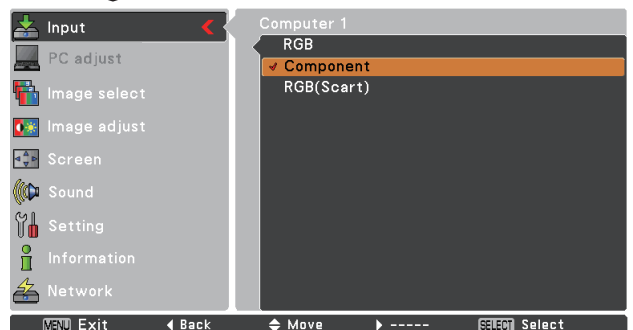 Input
PC adjust
Image select
Image adjust
Screen
Sound
Setting
Information
Network
Computer 1
RGB
Component
RGB(Scart)
MENU Exit Back Move ----- SELECT Select